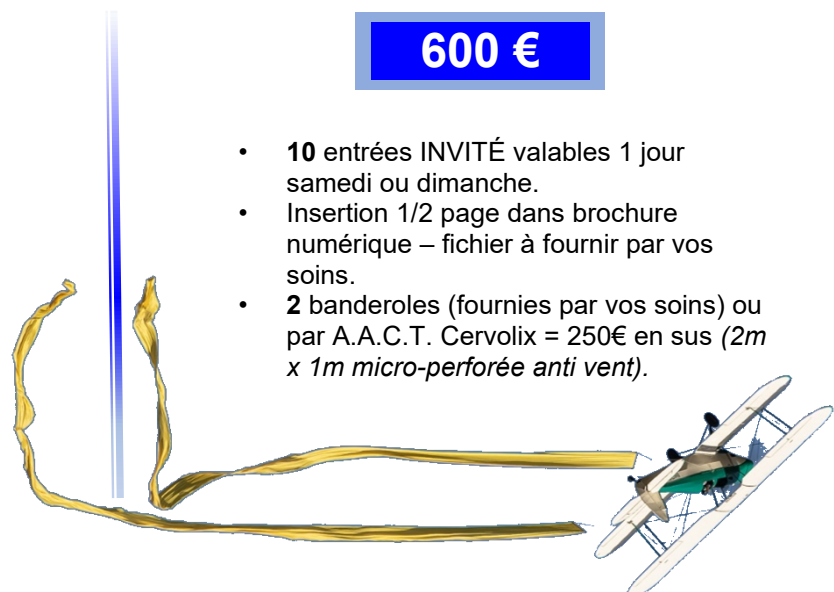 600 €
• 10 entrées INVITÉ valables 1 jour
samedi ou dimanche.
• Insertion 1/2 page dans brochure
numérique – fichier à fournir par vos
soins.
• 2 banderoles (fournies par vos soins) ou
par A.A.C.T. Cervolix = 250€ en sus (2m
x 1m micro-perforée anti vent).